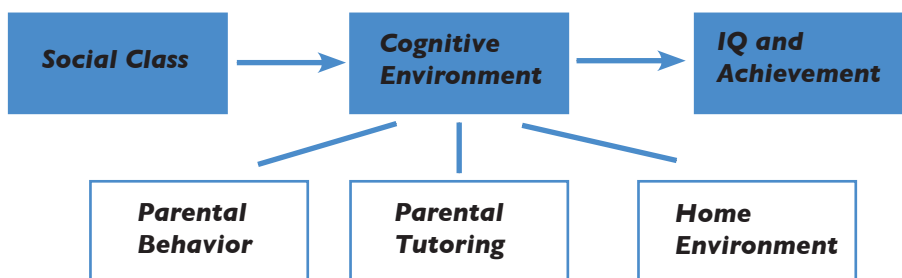 Social Class
Cognitive
Environment
IQ and
Achievement
Parental
Behavior
Parental
Tutoring
Home
Environment